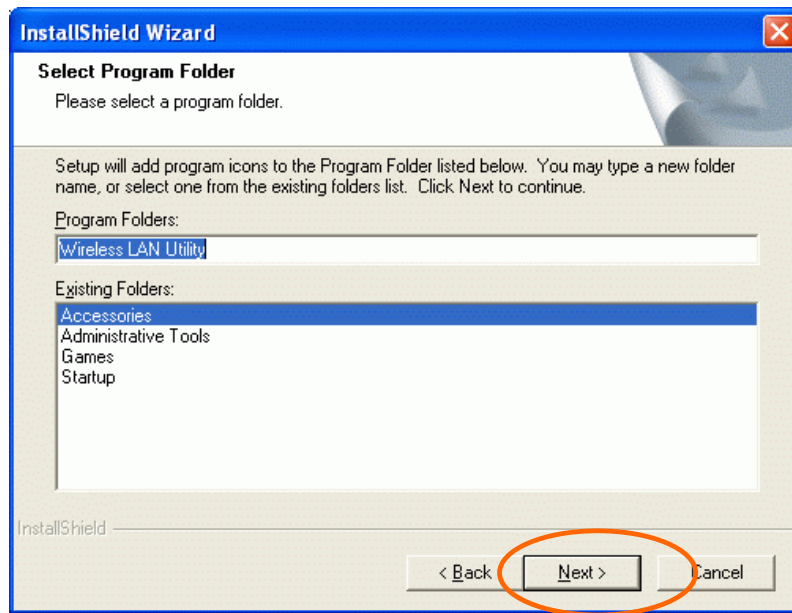 InstallShield Wizard
Select Program Folder
Please select a program folder.
Setup will add program icons to the Program Folder listed below. You may type a new folder
name, or select one from the existing folders list. Click Next to continue.
Program Folders:
Wireless LAN Utility
Existing Folders:
Accessories
Administrative Tools
Games
Startup
InstallShield
< Back
Next >
Cancel